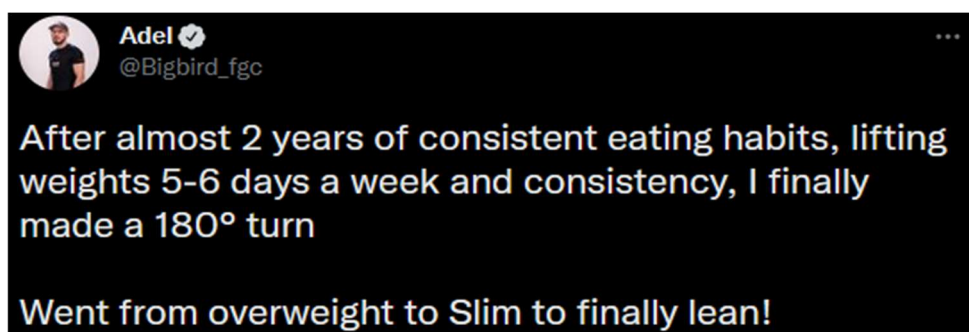 Adel
@Bigbird_fgc
After almost 2 years of consistent eating habits, lifting
weights 5-6 days a week and consistency, I finally
made a 180° turn
Went from overweight to Slim to finally lean!